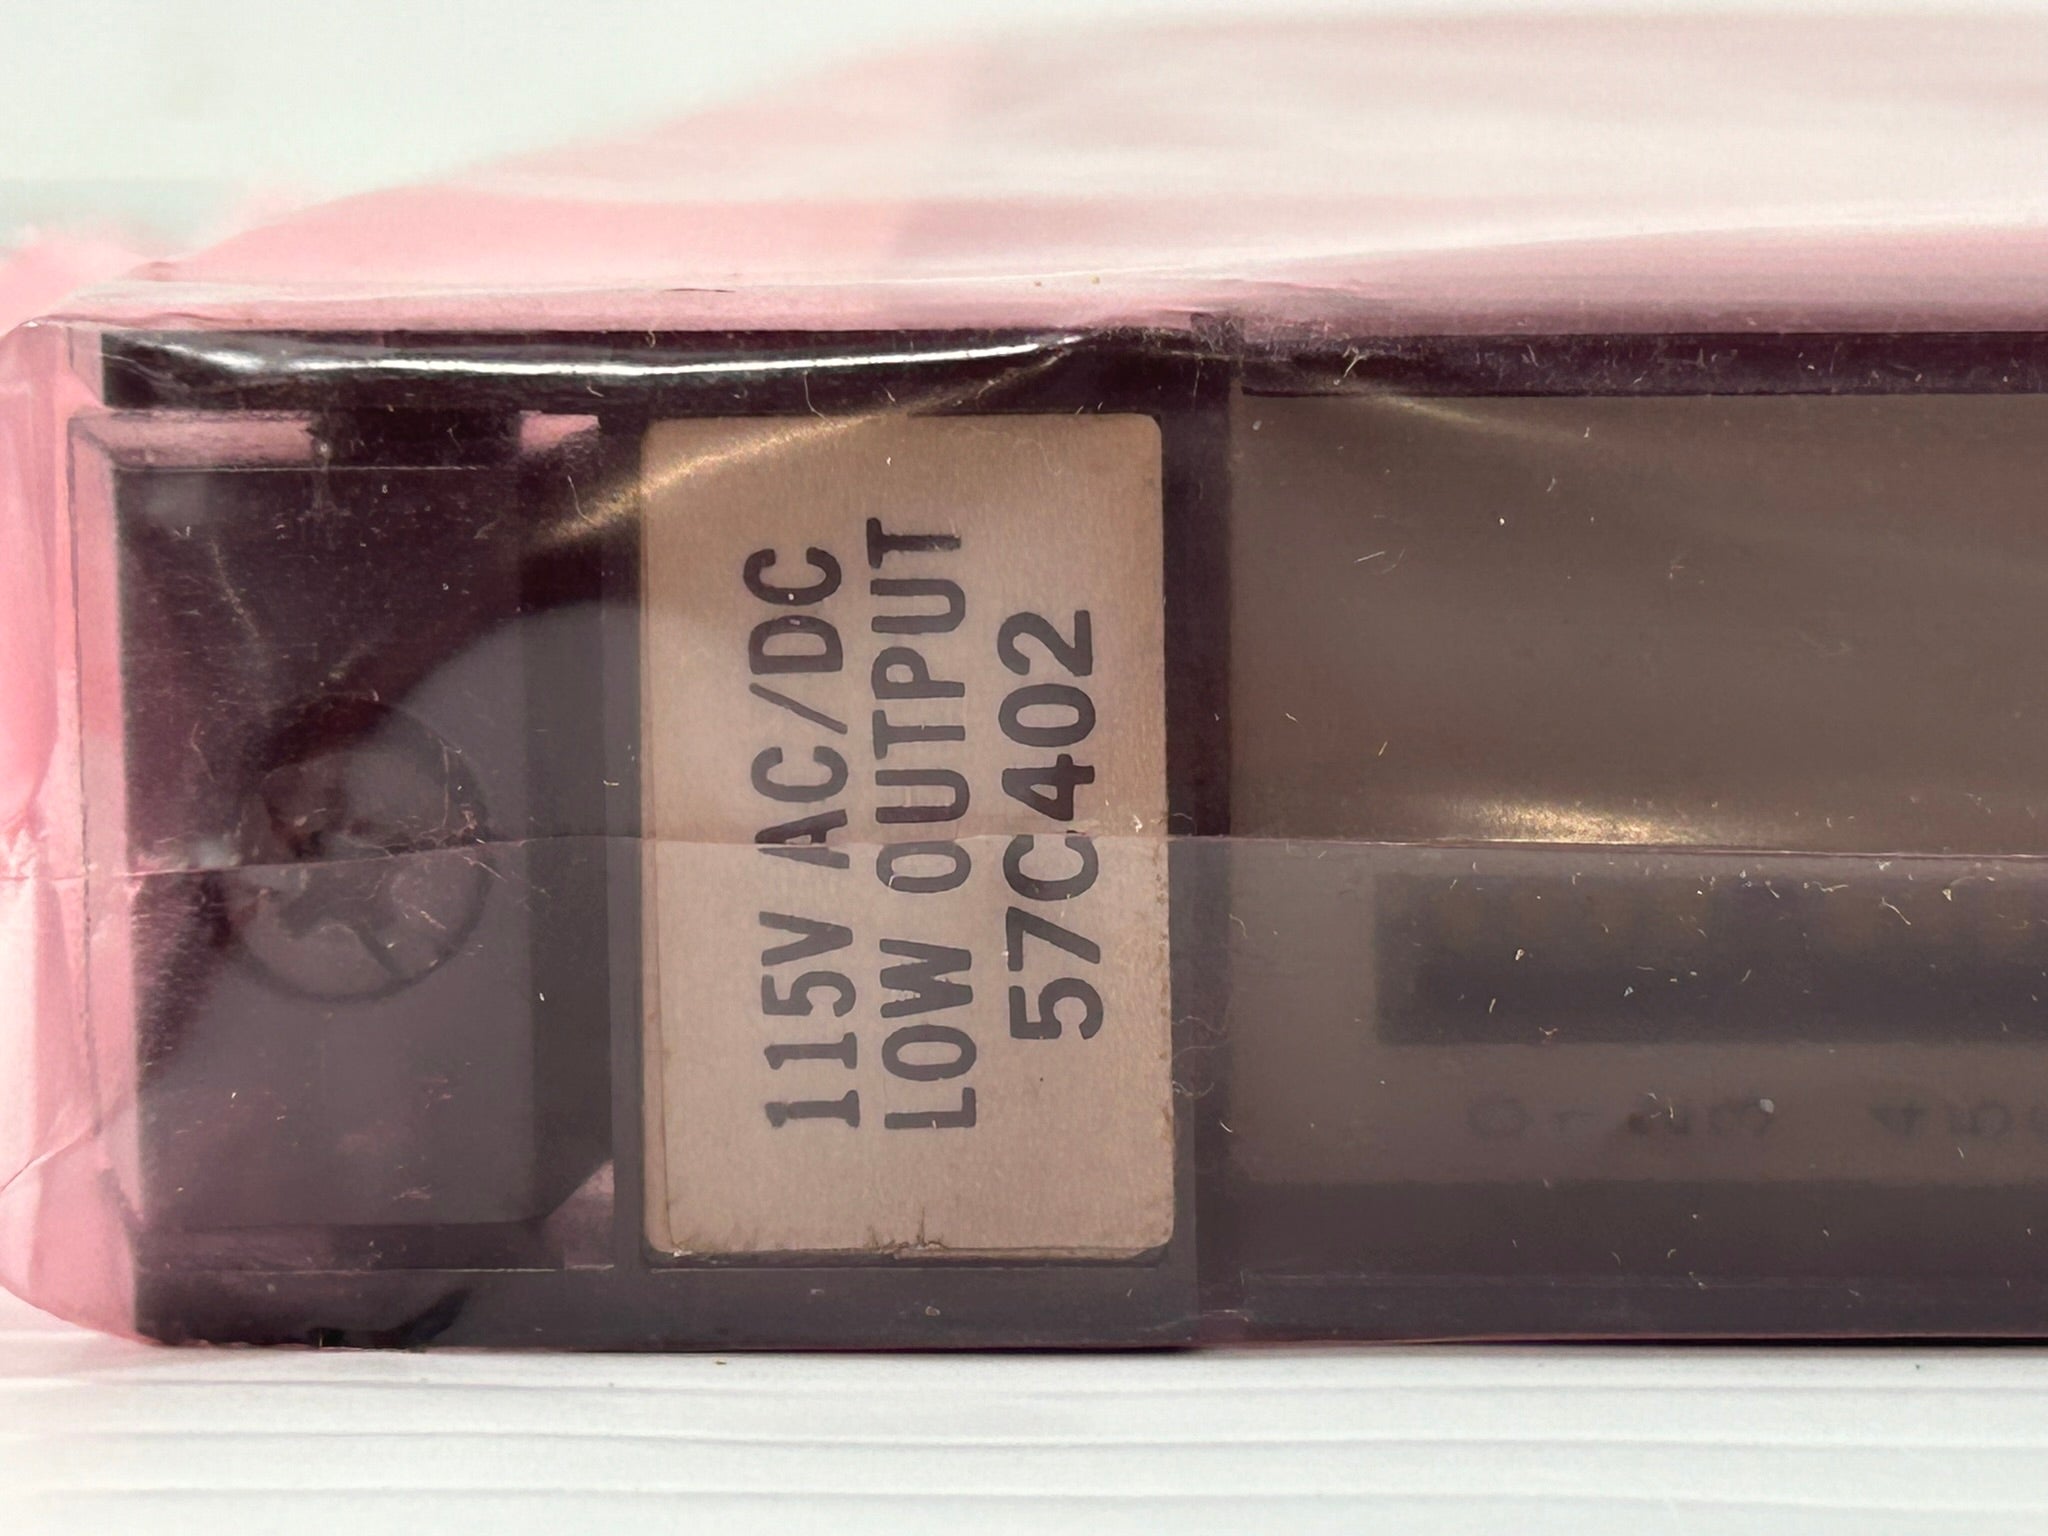 115V AC/DC
LOW OUTPUT
57C402